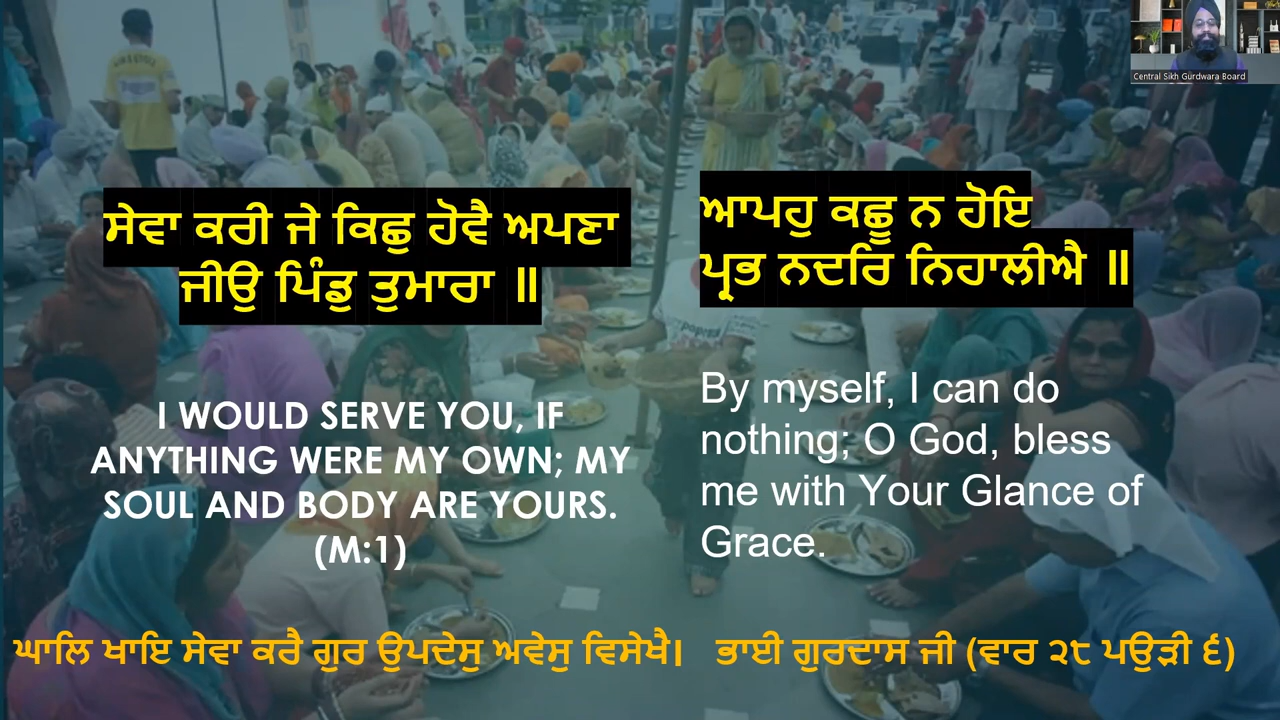 Central Sikh Gurdwara Board
ਸੇਵਾ ਕਰੀ ਜੇ ਕਿਛੁ ਹੋਵੈ ਅਪਣਾ
ਜੀਉ ਪਿੰਡੁ ਤੁਮਾਰਾ ॥
I WOULD SERVE YOU, IF
ANYTHING WERE MY OWN; MY
SOUL AND BODY ARE YOURS.
(M:1)
ਆਪਹੁ ਕਛੂ ਨ ਹੋਇ
ਪ੍ਰਭ ਨਦਰਿ ਨਿਹਾਲੀਐ ॥
By myself, I can do
nothing; O God, bless
me with Your Glance of
Grace.
ਘਾਲਿ ਖਾਇ ਸੇਵਾ ਕਰੈ ਗੁਰ ਉਪਦੇਸੁ ਅਵੇਸੁ ਵਿਸੇਖੈ। ਭਾਈ ਗੁਰਦਾਸ ਜੀ (ਵਾਰ ੨੮ ਪਉੜੀ ੬)